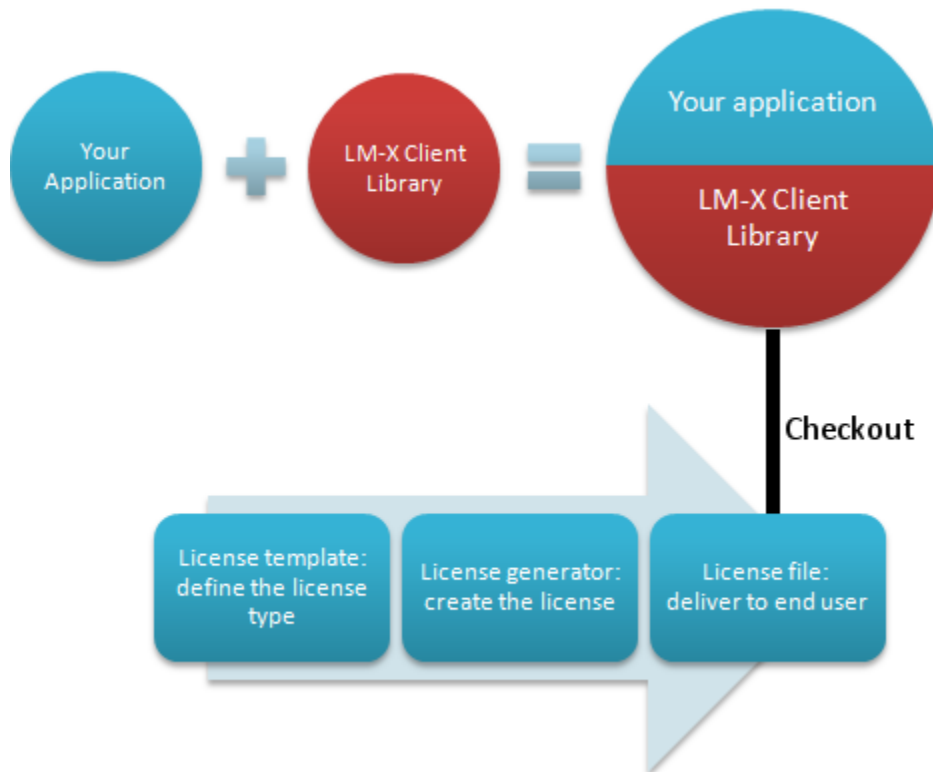 Your
Application
LM-X Client
Library
Your application
LM-X Client
Library
Checkout
License template:
define the license
type
License generator:
create the license
License file:
deliver to end user